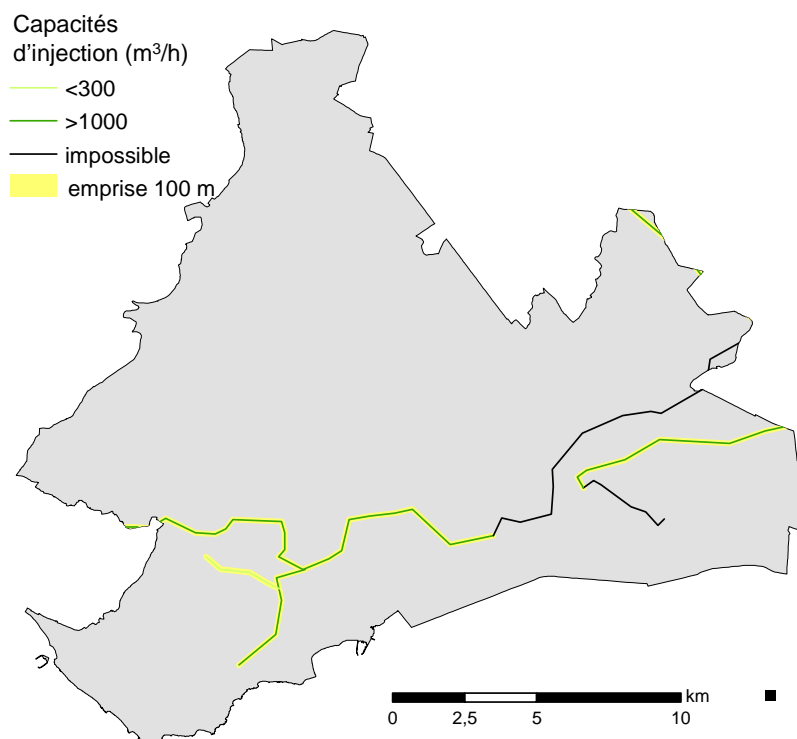 Capacités
d'injection (m³/h)
<300
>1000
impossible
emprise 100 m
km
0 2,5 5 10